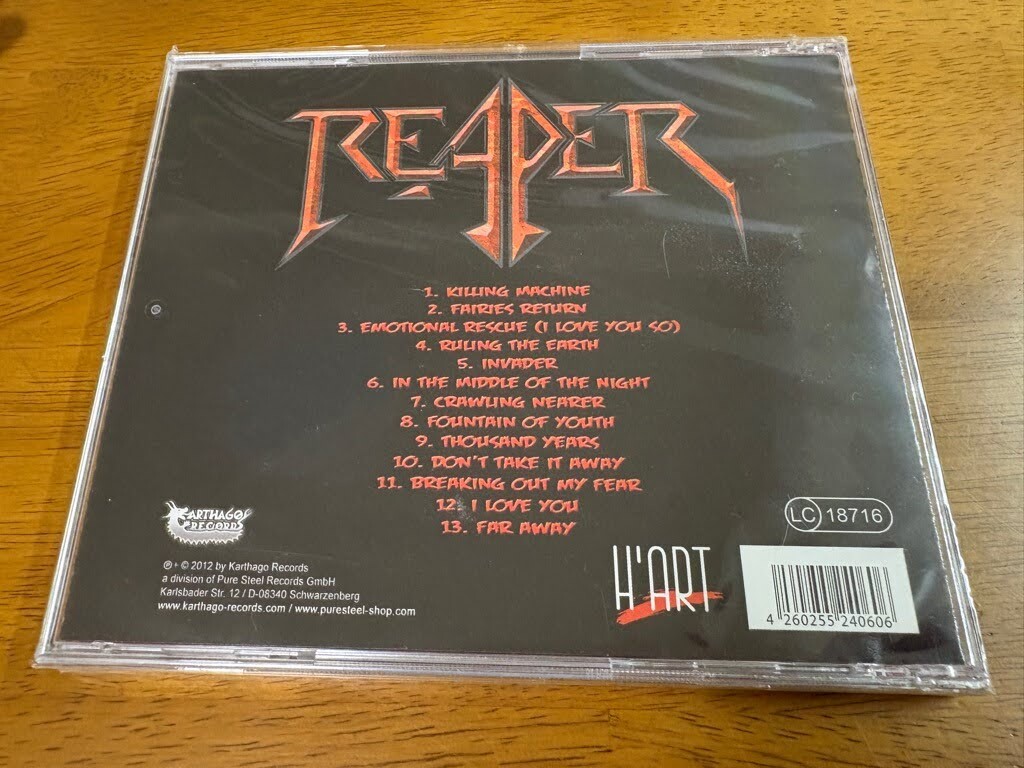 REAPER
1. KILLING MACHINE
2. FAIRIES RETURN
3. EMOTIONAL RESCUE (I LOVE YOU SO)
4. RULING THE EARTH
5. INVADER
6. IN THE MIDDLE OF THE NIGHT
7. CRAWLING NEARER
8. FOUNTAIN OF YOUTH
9. THOUSAND YEARS
10. DON'T TAKE IT AWAY
11. BREAKING OUT MY FEAR
12. I LOVE YOU
13. FAR AWAY
KARTHAGO
RECORDS
℗ + © 2012 by Karthago Records
a division of Pure Steel Records GmbH
Karlsbader Str. 12 / D-08340 Schwarzenberg
www.karthago-records.com / www.puresteel-shop.com
H'ART
LC 18716
4 260255 240606